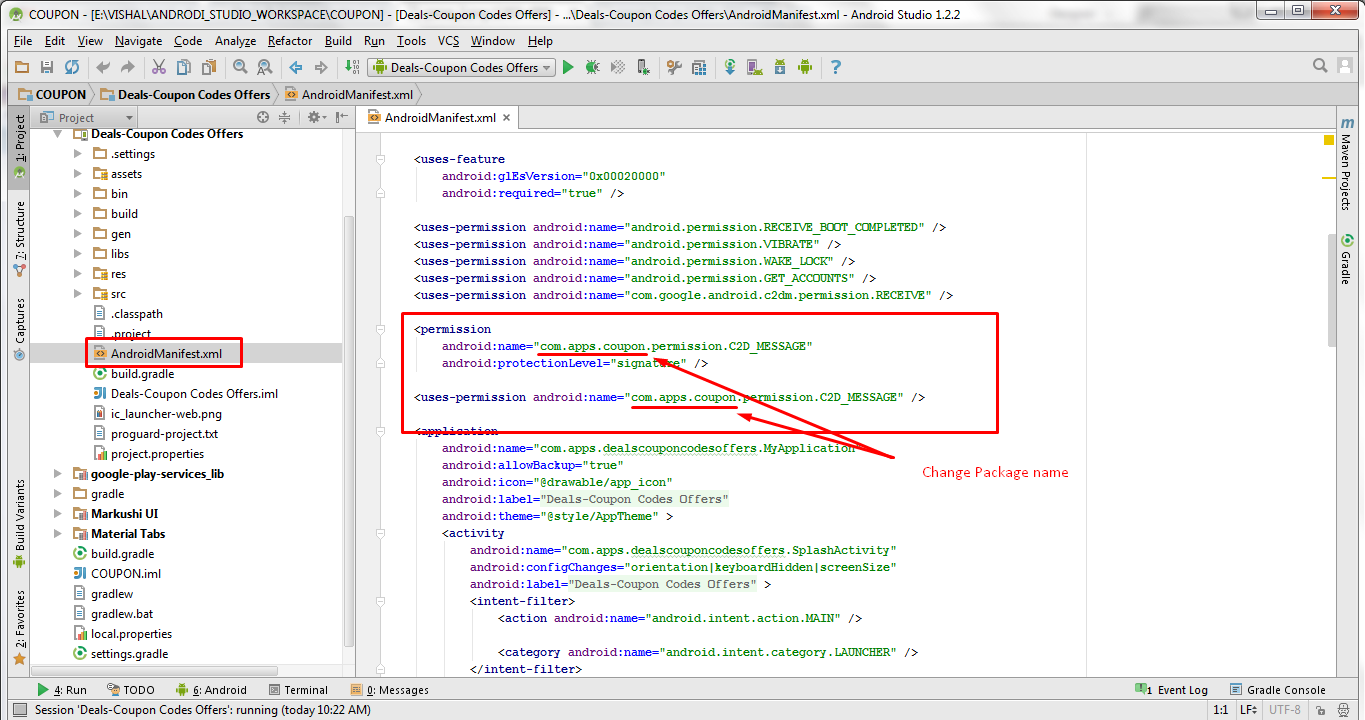 COUPON - [E:\VISHAL\ANDRODI_STUDIO_WORKSPACE\COUPON] - [Deals-Coupon Codes Offers] - ...\Deals-Coupon Codes Offers\AndroidManifest.xml - Android Studio 1.2.2
File Edit View Navigate Code Analyze Refactor Build Run Tools VCS Window Help
Deals-Coupon Codes Offers
COUPON Deals-Coupon Codes Offers AndroidManifest.xml
Project
AndroidManifest.xml
1: Project
7: Structure
Captures
Build Variants
2: Favorites
Deals-Coupon Codes Offers
.settings
assets
bin
build
gen
libs
res
src
.classpath
.project
AndroidManifest.xml
build.gradle
Deals-Coupon Codes Offers.iml
ic_launcher-web.png
proguard-project.txt
project.properties
google-play-services_lib
gradle
Markushi UI
Material Tabs
build.gradle
COUPON.iml
gradlew
gradlew.bat
local.properties
settings.gradle
<uses-feature
android:glEsVersion="0x00020000"
android:required="true" />
<uses-permission android:name="android.permission.RECEIVE_BOOT_COMPLETED" />
<uses-permission android:name="android.permission.VIBRATE" />
<uses-permission android:name="android.permission.WAKE_LOCK" />
<uses-permission android:name="android.permission.GET_ACCOUNTS" />
<uses-permission android:name="com.google.android.c2dm.permission.RECEIVE" />
<permission
android:name="com.apps.coupon.permission.C2D_MESSAGE"
android:protectionLevel="signature" />
<uses-permission android:name="com.apps.coupon.permission.C2D_MESSAGE" />
<application
android:name="com.apps.dealscouponcodesoffers.MyApplication"
android:allowBackup="true"
android:icon="@drawable/app_icon"
android:label="Deals-Coupon Codes Offers"
android:theme="@style/AppTheme" >
<activity
android:name="com.apps.dealscouponcodesoffers.SplashActivity"
android:configChanges="orientation|keyboardHidden|screenSize"
android:label="Deals-Coupon Codes Offers" >
<intent-filter>
<action android:name="android.intent.action.MAIN" />
<category android:name="android.intent.category.LAUNCHER" />
</intent-filter>
Change Package name
m
Maven Projects
Gradle
4: Run TODO 6: Android Terminal 0: Messages 1 Event Log Gradle Console
Session 'Deals-Coupon Codes Offers': running (today 10:22 AM) 1:1 LF UTF-8